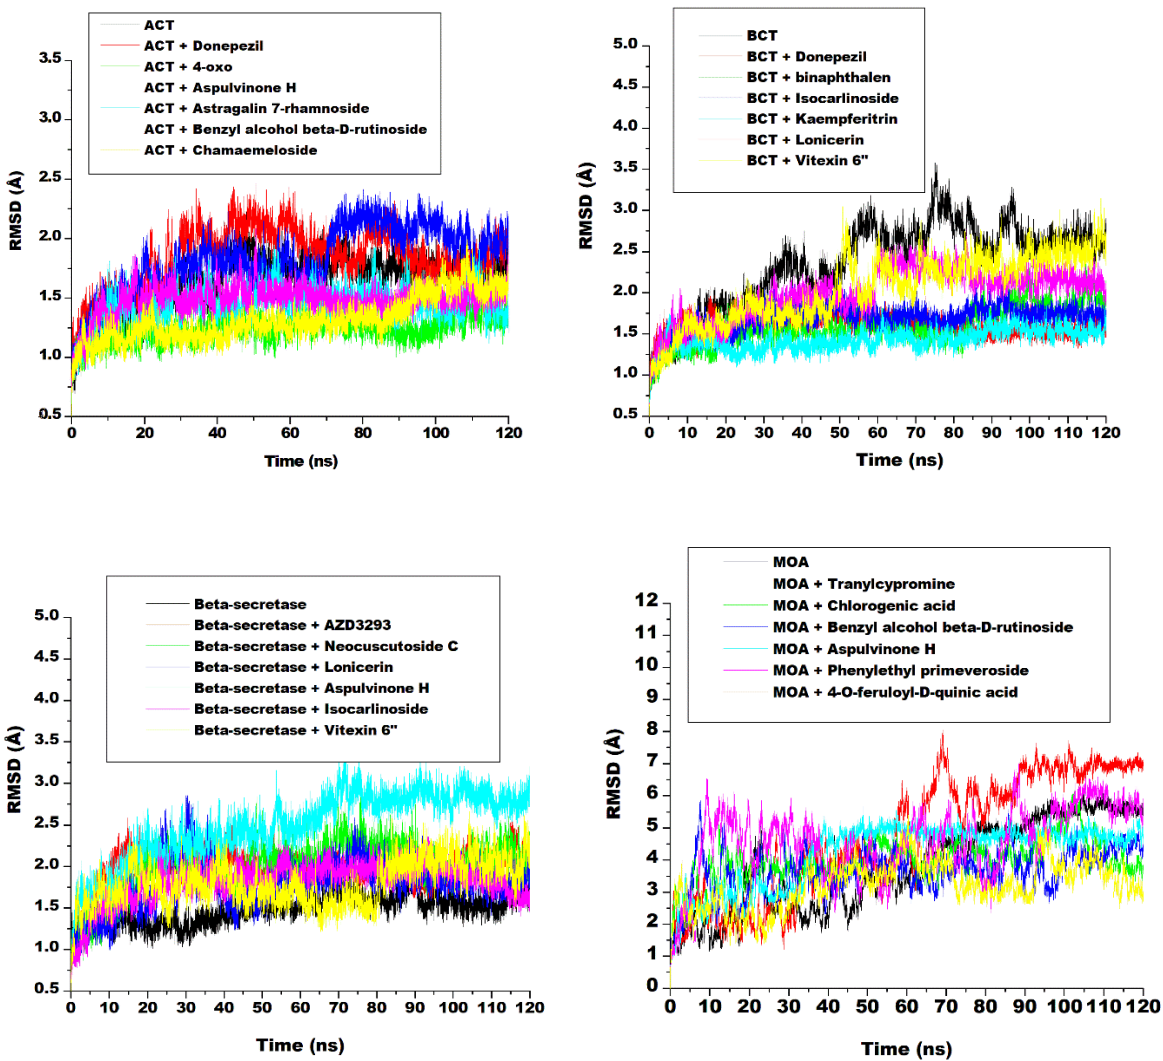 ACT
ACT + Donepezil
ACT + 4-oxo
ACT + Aspulvinone H
ACT + Astragalin 7-rhamnoside
ACT + Benzyl alcohol beta-D-rutinoside
ACT + Chamaemeloside
3.5
3.0
2.5
2.0
1.5
1.0
0.5
RMSD (Å)
0 20 40 60 80 100 120
Time (ns)
BCT
BCT + Donepezil
BCT + binaphthalen
BCT + Isocarlinoside
BCT + Kaempferitrin
BCT + Lonicerin
BCT + Vitexin 6"
5.0
4.5
4.0
3.5
3.0
2.5
2.0
1.5
1.0
0.5
RMSD (Å)
0 10 20 30 40 50 60 70 80 90 100 110 120
Time (ns)
Beta-secretase
Beta-secretase + AZD3293
Beta-secretase + Neocuscutoside C
Beta-secretase + Lonicerin
Beta-secretase + Aspulvinone H
Beta-secretase + Isocarlinoside
Beta-secretase + Vitexin 6"
5.0
4.5
4.0
3.5
3.0
2.5
2.0
1.5
1.0
0.5
RMSD (Å)
0 10 20 30 40 50 60 70 80 90 100 110 120
Time (ns)
MOA
MOA + Tranylcypromine
MOA + Chlorogenic acid
MOA + Benzyl alcohol beta-D-rutinoside
MOA + Aspulvinone H
MOA + Phenylethyl primeveroside
MOA + 4-O-feruloyl-D-quinic acid
12
11
10
9
8
7
6
5
4
3
2
1
0
RMSD (Å)
0 10 20 30 40 50 60 70 80 90 100 110 120
Time (ns)